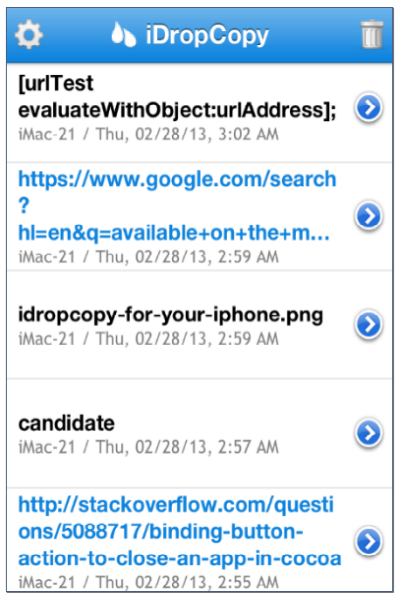 iDropCopy
[urlTest
evaluateWithObject:urlAddress];
iMac-21 / Thu, 02/28/13, 3:02 AM
https://www.google.com/search
?
hl=en&q=available+on+the+m...
iMac-21 / Thu, 02/28/13, 2:59 AM
idropcopy-for-your-iphone.png
iMac-21 / Thu, 02/28/13, 2:59 AM
candidate
iMac-21 / Thu, 02/28/13, 2:57 AM
http://stackoverflow.com/questi
ons/5088717/binding-button-
action-to-close-an-app-in-cocoa
iMac-21 / Thu, 02/28/13, 2:55 AM